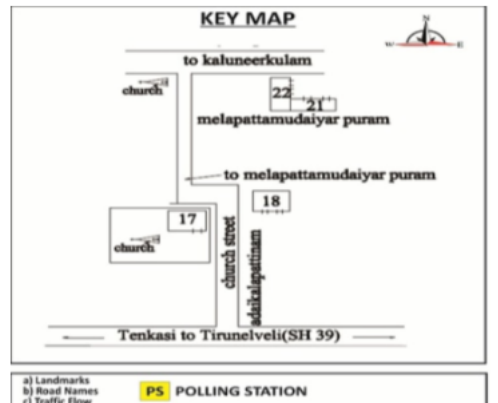 KEY MAP
N
W E
to kaluneerkulam
church
22
21
melapattamudaiyar puram
to melapattamudaiyar puram
18
17
church
church street
adaikalapattinam
Tenkasi to Tirunelveli(SH 39)
a) Landmarks
b) Road Names
c) Traffic Flow
PS POLLING STATION